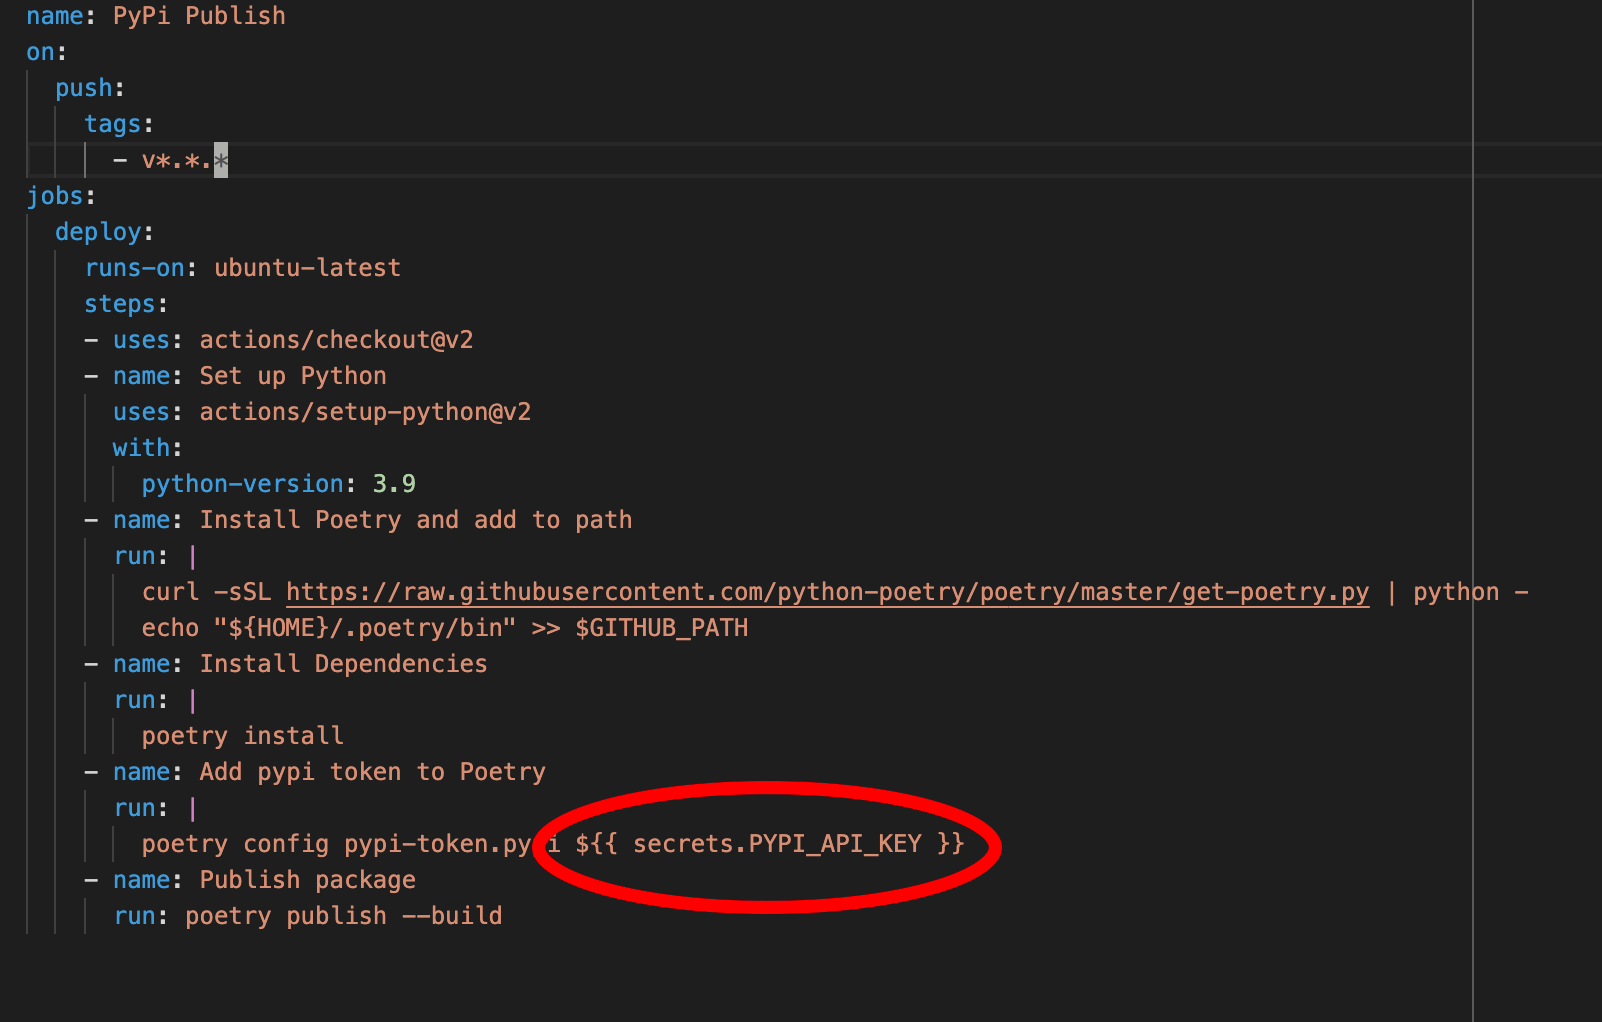 name: PyPi Publish
on:
push:
tags:
- v*.*.*
jobs:
deploy:
runs-on: ubuntu-latest
steps:
- uses: actions/checkout@v2
- name: Set up Python
uses: actions/setup-python@v2
with:
python-version: 3.9
- name: Install Poetry and add to path
run: |
curl -sSL https://raw.githubusercontent.com/python-poetry/poetry/master/get-poetry.py | python -
echo "${HOME}/.poetry/bin" >> $GITHUB_PATH
- name: Install Dependencies
run: |
poetry install
- name: Add pypi token to Poetry
run: |
poetry config pypi-token.pypi ${{ secrets.PYPI_API_KEY }}
- name: Publish package
run: poetry publish --build